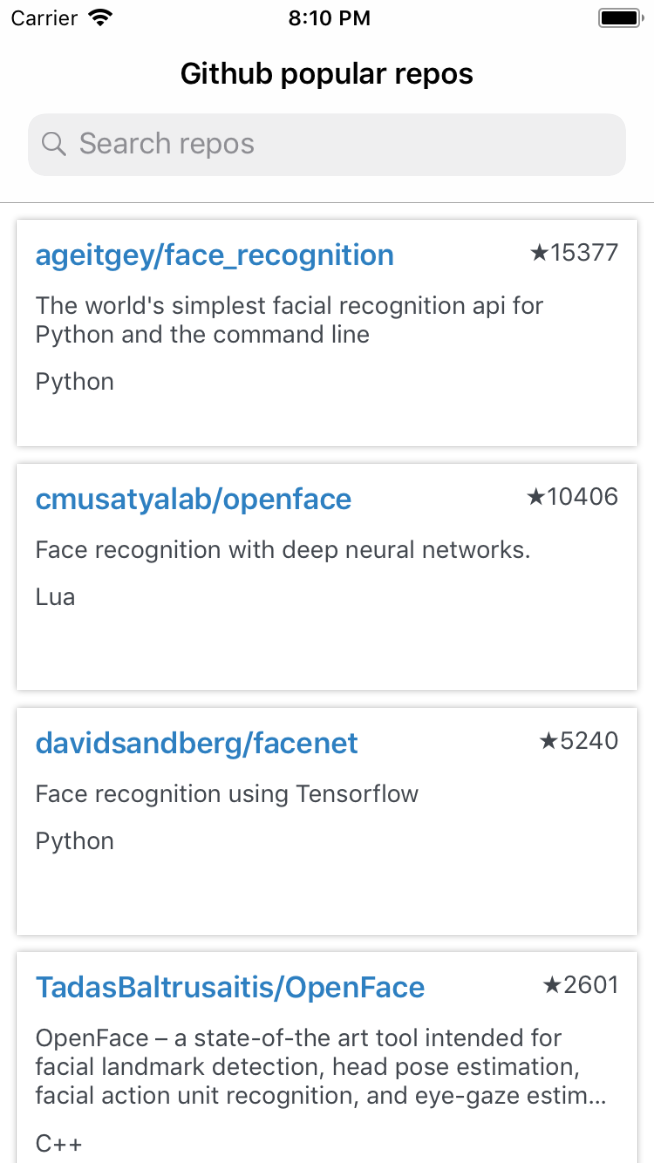 Carrier 8:10 PM
Github popular repos
Search repos
ageitgey/face_recognition ★15377
The world's simplest facial recognition api for
Python and the command line
Python
cmusatyalab/openface ★10406
Face recognition with deep neural networks.
Lua
davidsandberg/facenet ★5240
Face recognition using Tensorflow
Python
TadasBaltrusaitis/OpenFace ★2601
OpenFace – a state-of-the art tool intended for
facial landmark detection, head pose estimation,
facial action unit recognition, and eye-gaze estim...
C++